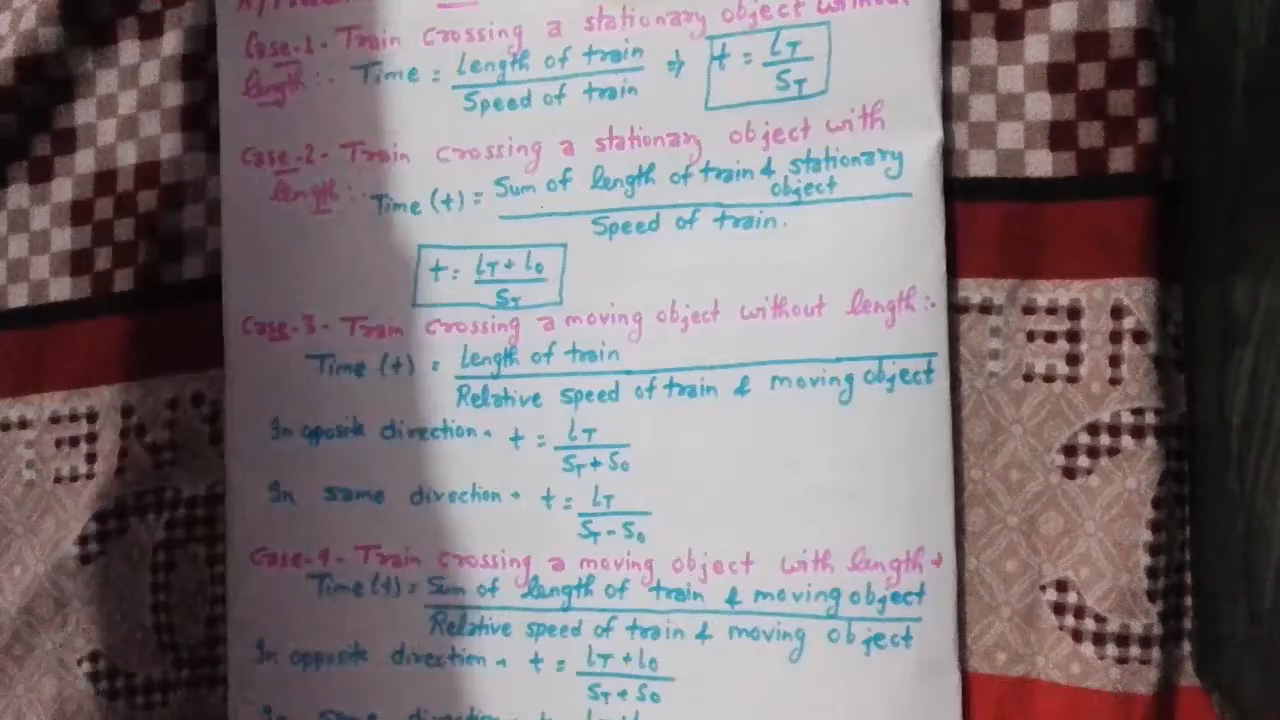 Case-1- Train crossing a stationary object without
length:- Time = Length of train / Speed of train ⇒ t = LT / ST
Case-2- Train crossing a stationary object with
length:- Time (t) = Sum of length of train & stationary object / Speed of train.
t = LT + LO / ST
Case-3- Train crossing a moving object without length:-
Time (t) = Length of train / Relative speed of train & moving object
In opposite direction, t = LT / ST + SO
In same direction, t = LT / ST - SO
Case-4- Train crossing a moving object with length→
Time (t) = Sum of length of train & moving object / Relative speed of train & moving object
In opposite direction, t = LT + LO / ST + SO
In same direction